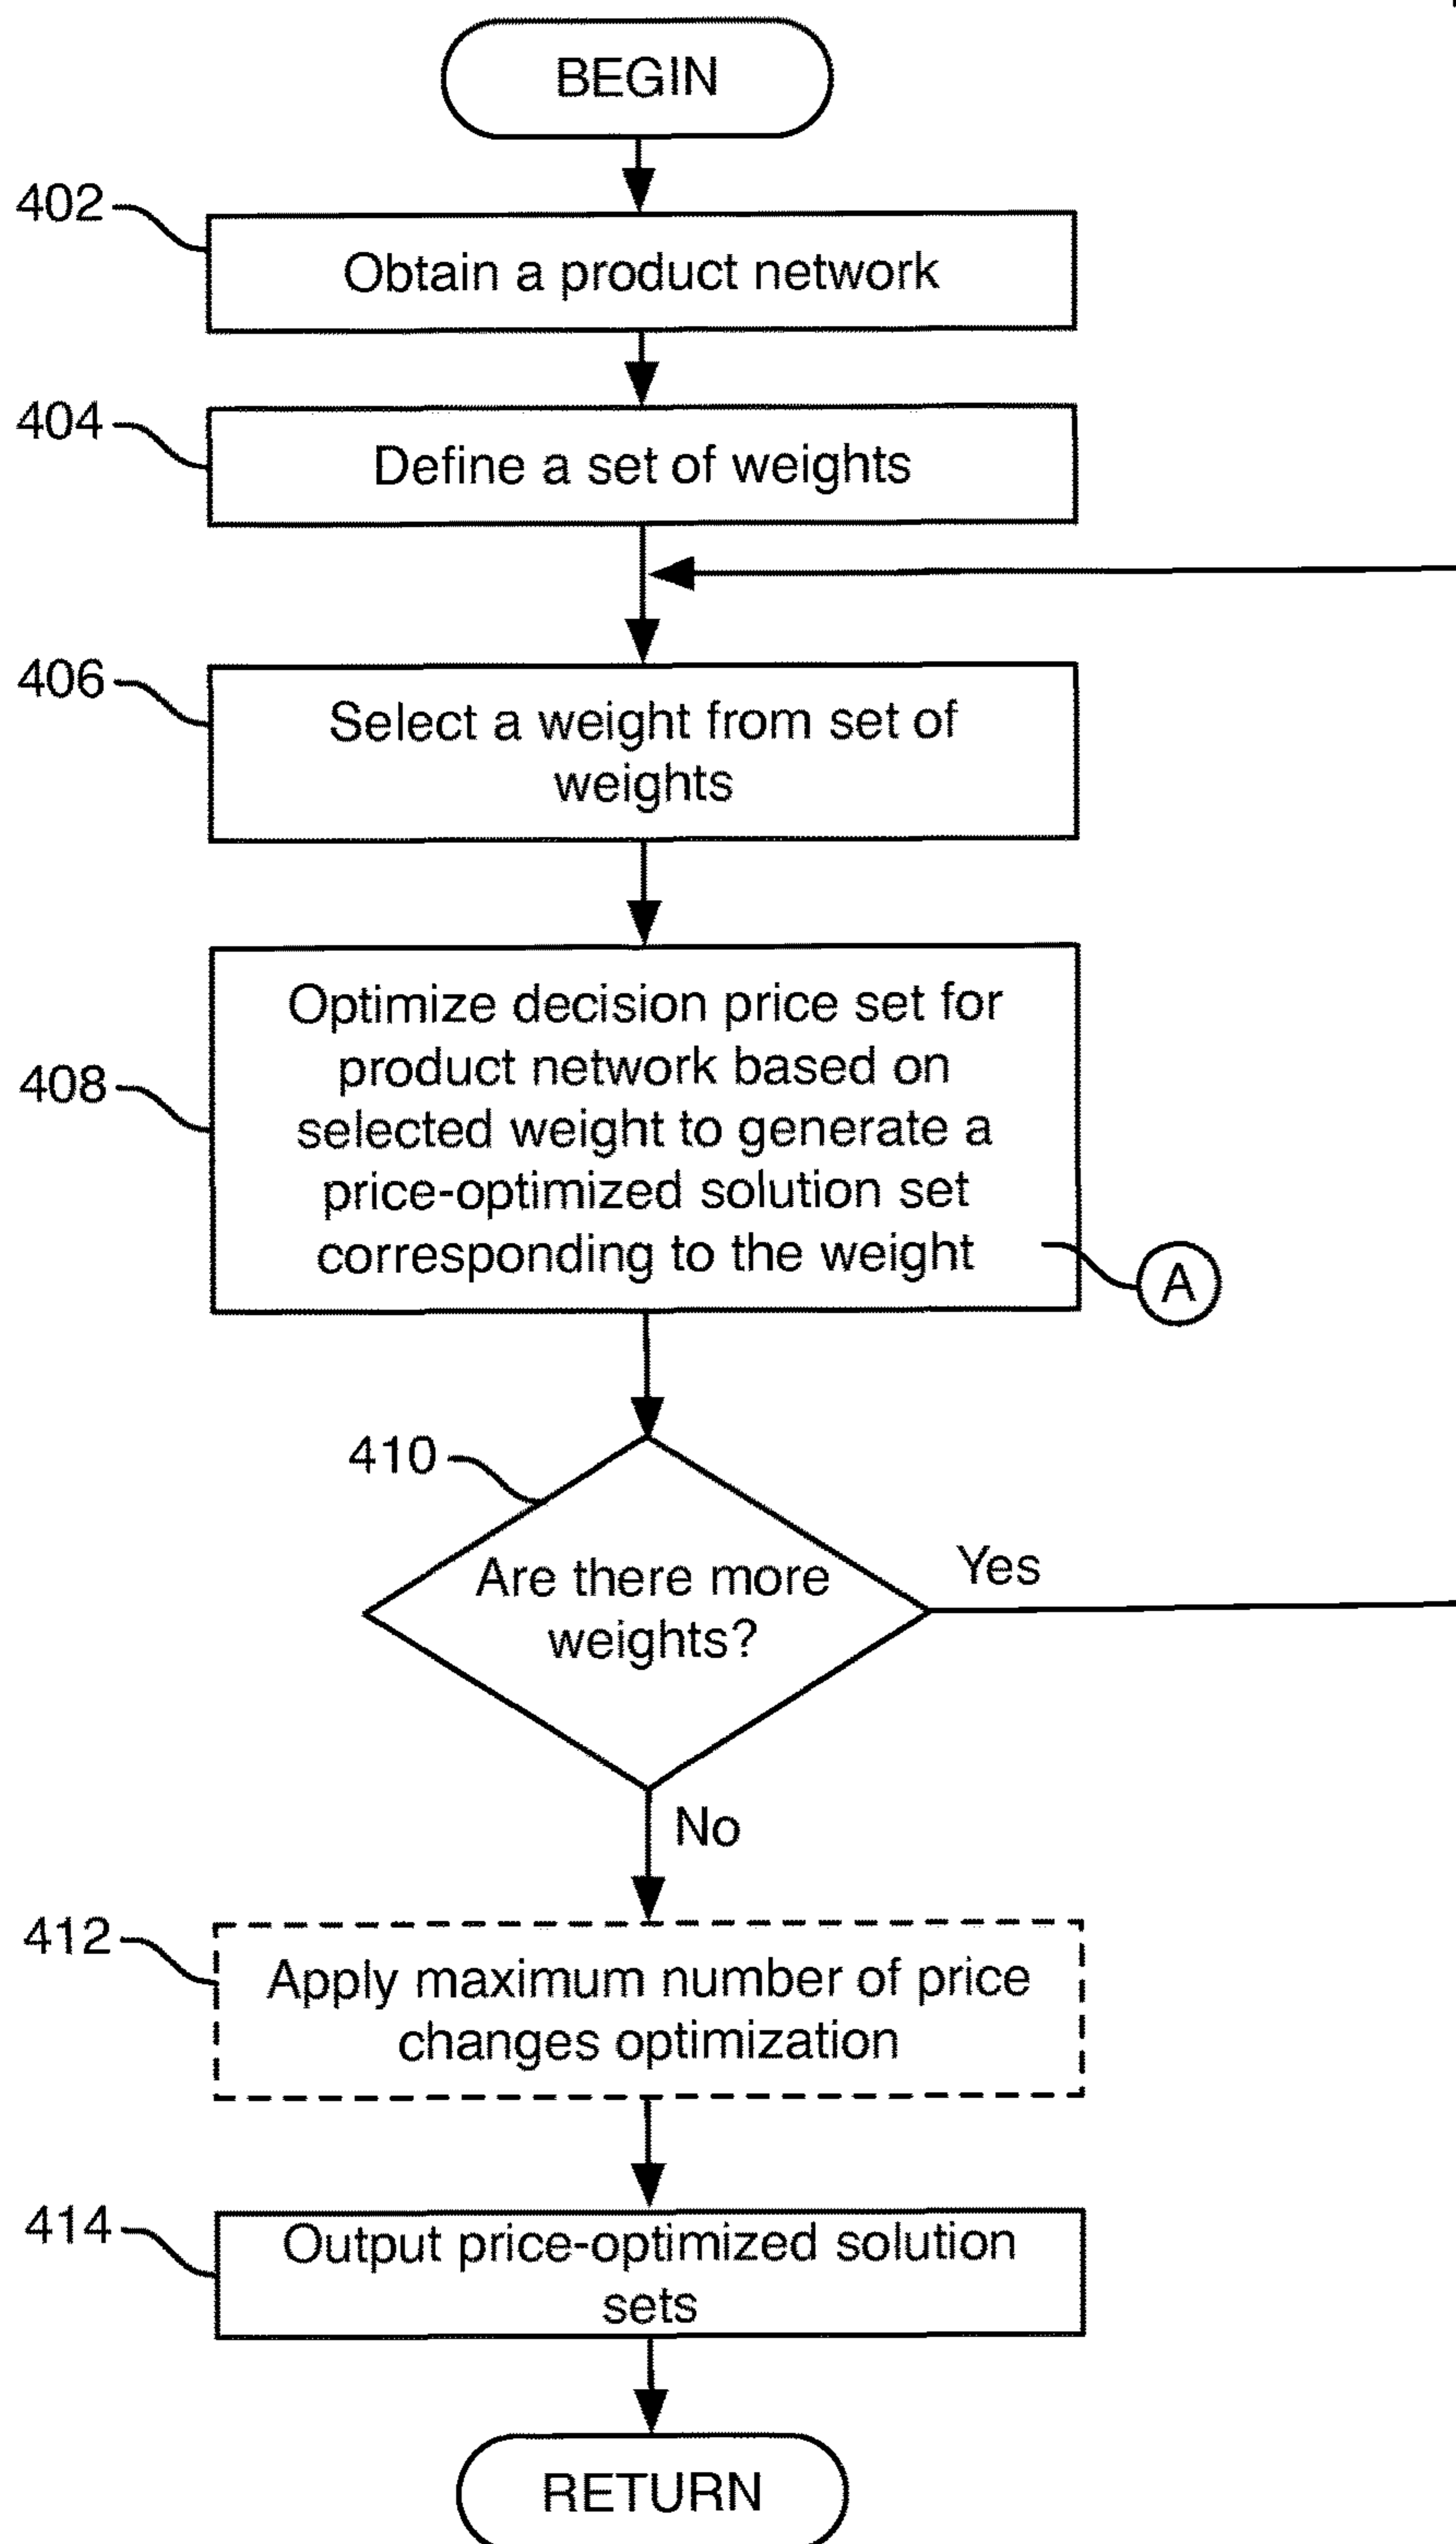 BEGIN
402
Obtain a product network
404
Define a set of weights
406
Select a weight from set of
weights
408
Optimize decision price set for
product network based on
selected weight to generate a
price-optimized solution set
corresponding to the weight
A
410
Are there more
weights?
Yes
No
412
Apply maximum number of price
changes optimization
414
Output price-optimized solution
sets
RETURN